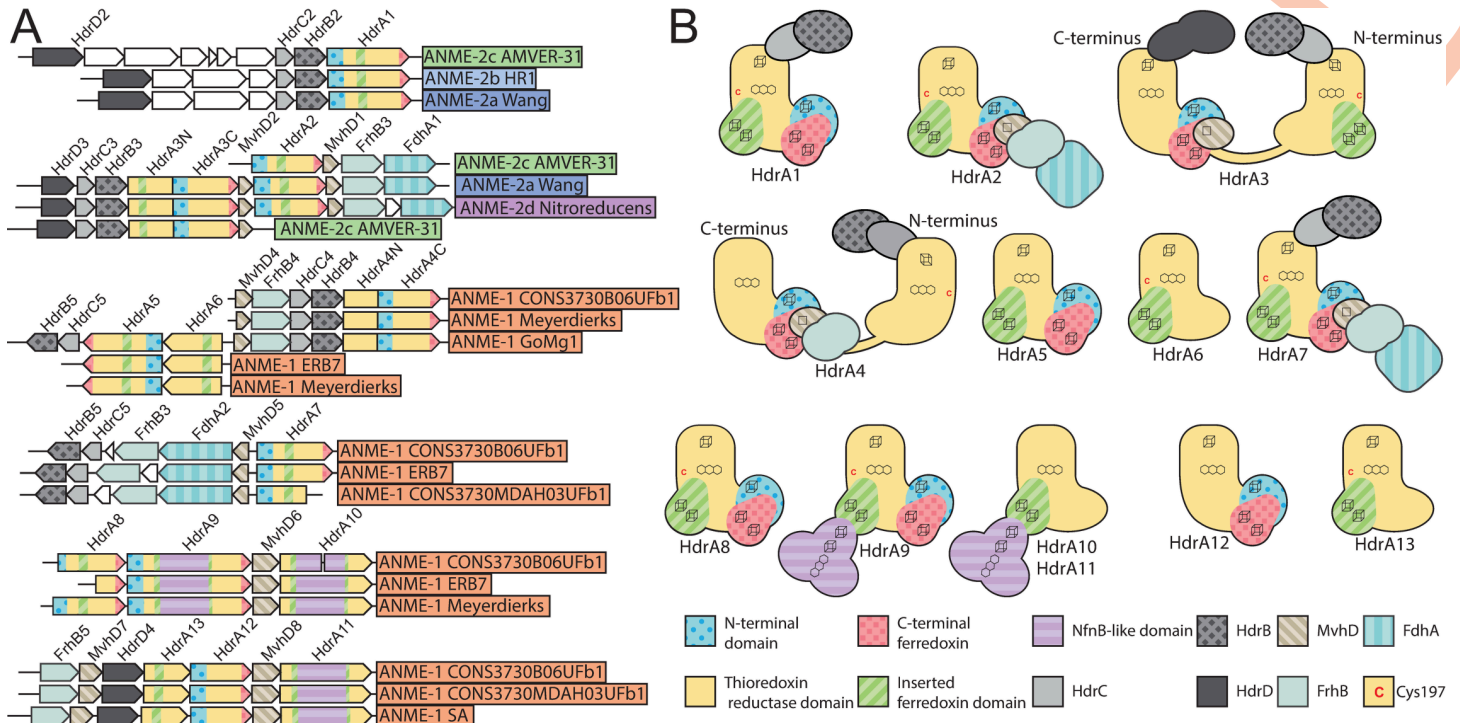 A
HdrD2
HdrC2
HdrB2
HdrA1
ANME-2c AMVER-31
ANME-2b HR1
ANME-2a Wang
HdrD3
HdrC3
HdrB3
HdrA3N
HdrA3C
MvhD2
HdrA2
MvhD1
FrhB3
FdhA1
ANME-2c AMVER-31
ANME-2a Wang
ANME-2d Nitroreducens
ANME-2c AMVER-31
MvhD4
FrhB4
HdrC4
HdrB4
HdrA4N
HdrA4C
HdrB5
HdrC5
HdrA5
HdrA6
ANME-1 CONS3730B06UFb1
ANME-1 Meyerdierks
ANME-1 GoMg1
ANME-1 ERB7
ANME-1 Meyerdierks
HdrB5
HdrC5
FrhB3
FdhA2
MvhD5
HdrA7
ANME-1 CONS3730B06UFb1
ANME-1 ERB7
ANME-1 CONS3730MDAH03UFb1
HdrA8
HdrA9
MvhD6
HdrA10
ANME-1 CONS3730B06UFb1
ANME-1 ERB7
ANME-1 Meyerdierks
FrhB5
MvhD7
HdrD4
HdrA13
HdrA12
MvhD8
HdrA11
ANME-1 CONS3730B06UFb1
ANME-1 CONS3730MDAH03UFb1
ANME-1 SA
B
C-terminus
N-terminus
C
C
C
C
HdrA1
HdrA2
HdrA3
C-terminus
N-terminus
C
C
C
HdrA4
HdrA5
HdrA6
HdrA7
C
C
C
HdrA8
HdrA9
HdrA10
HdrA11
HdrA12
HdrA13
N-terminal
domain
C-terminal
ferredoxin
NfnB-like domain
HdrB
MvhD
FdhA
Thioredoxin
reductase domain
Inserted
ferredoxin domain
HdrC
HdrD
FrhB
C
Cys197